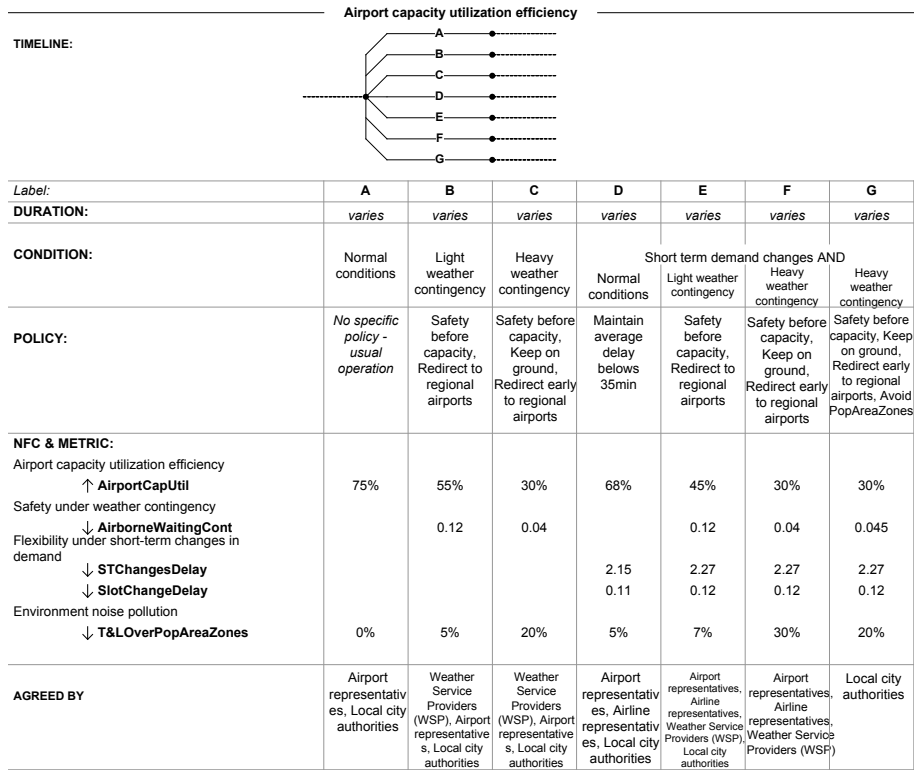 Airport capacity utilization efficiency
TIMELINE:
A
B
C
D
E
F
G
Label: A B C D E F G
DURATION: varies varies varies varies varies varies varies
CONDITION:
Normal
conditions
Light
weather
contingency
Heavy
weather
contingency
Short term demand changes AND
Normal
conditions
Light weather
contingency
Heavy
weather
contingency
Heavy
weather
contingency
POLICY:
No specific
policy -
usual
operation
Safety
before
capacity,
Redirect to
regional
airports
Safety before
capacity,
Keep on
ground,
Redirect early
to regional
airports
Maintain
average
delay
belows
35min
Safety
before
capacity,
Redirect to
regional
airports
Safety before
capacity,
Keep on
ground,
Redirect early
to regional
airports
Safety before
capacity, Keep
on ground,
Redirect early
to regional
airports, Avoid
PopAreaZones
NFC & METRIC:
Airport capacity utilization efficiency
↑ AirportCapUtil 75% 55% 30% 68% 45% 30% 30%
Safety under weather contingency
↓ AirborneWaitingCont 0.12 0.04 0.12 0.04 0.045
Flexibility under short-term changes in
demand
↓ STChangesDelay 2.15 2.27 2.27 2.27
↓ SlotChangeDelay 0.11 0.12 0.12 0.12
Environment noise pollution
↓ T&LOverPopAreaZones 0% 5% 20% 5% 7% 30% 20%
AGREED BY
Airport
representativ
es, Local city
authorities
Weather
Service
Providers
(WSP), Airport
representative
s, Local city
authorities
Weather
Service
Providers
(WSP), Airport
representative
s, Local city
authorities
Airport
representativ
es, Airline
representativ
es, Local city
authorities
Airport
representatives,
Airline
representatives,
Weather Service
Providers (WSP),
Local city
authorities
Airport
representatives,
Airline
representatives,
Weather Service
Providers (WSP)
Local city
authorities